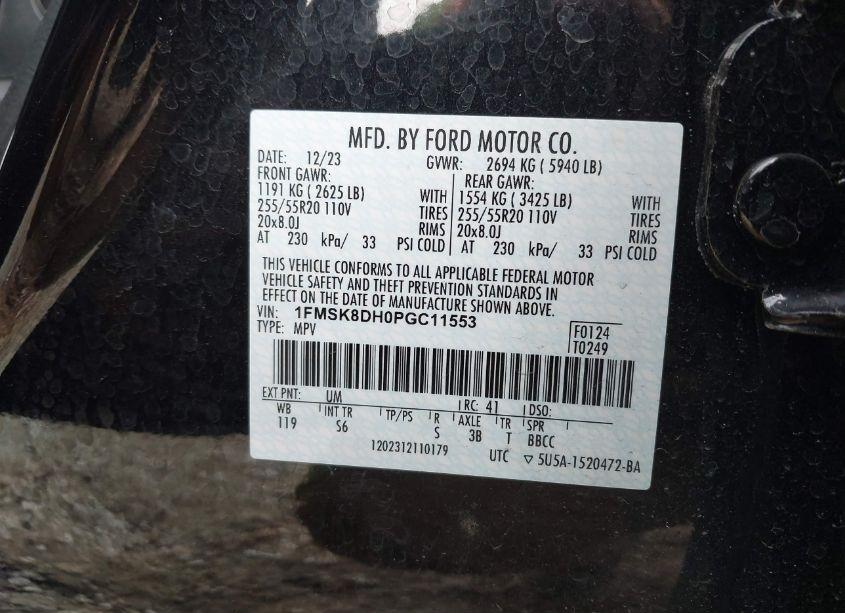 MFD. BY FORD MOTOR CO.
DATE: 12/23 GVWR: 2694 KG ( 5940 LB)
FRONT GAWR: REAR GAWR:
1191 KG ( 2625 LB) WITH 1554 KG ( 3425 LB) WITH
255/55R20 110V TIRES 255/55R20 110V TIRES
20x8.0J RIMS 20x8.0J RIMS
AT 230 kPa/ 33 PSI COLD AT 230 kPa/ 33 PSI COLD
THIS VEHICLE CONFORMS TO ALL APPLICABLE FEDERAL MOTOR
VEHICLE SAFETY AND THEFT PREVENTION STANDARDS IN
EFFECT ON THE DATE OF MANUFACTURE SHOWN ABOVE.
VIN: 1FMSK8DH0PGC11553
TYPE: MPV
F0124
T0249
EXT PNT: UM RC: 41 DSO:
WB INT TR TP/PS R AXLE TR SPR
119 S6 S 3B T BBCC
1202312110179 UTC ▽ 5U5A-1520472-BA